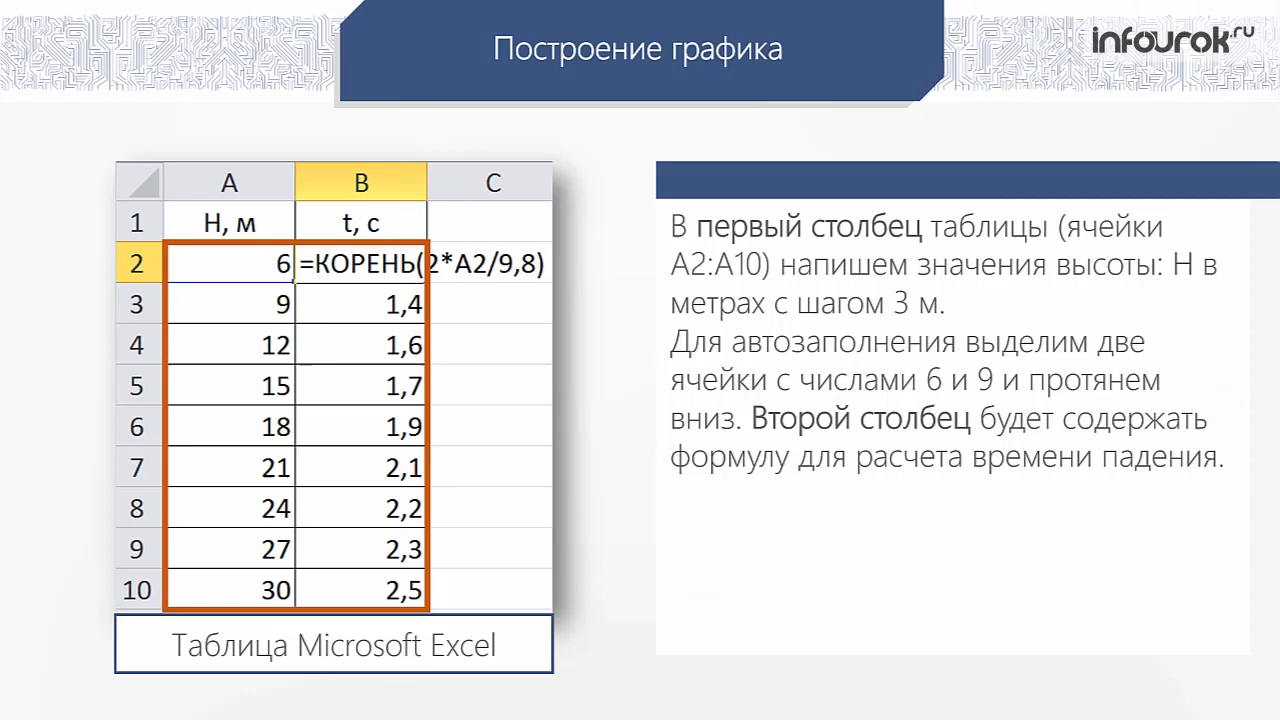 Построение графика
infourok.ru
A B C
1 Н, м t, с
2 6 =КОРЕНЬ(2*A2/9,8)
3 9 1,4
4 12 1,6
5 15 1,7
6 18 1,9
7 21 2,1
8 24 2,2
9 27 2,3
10 30 2,5
Таблица Microsoft Excel
В первый столбец таблицы (ячейки
А2:А10) напишем значения высоты: Н в
метрах с шагом 3 м.
Для автозаполнения выделим две
ячейки с числами 6 и 9 и протянем
вниз. Второй столбец будет содержать
формулу для расчета времени падения.